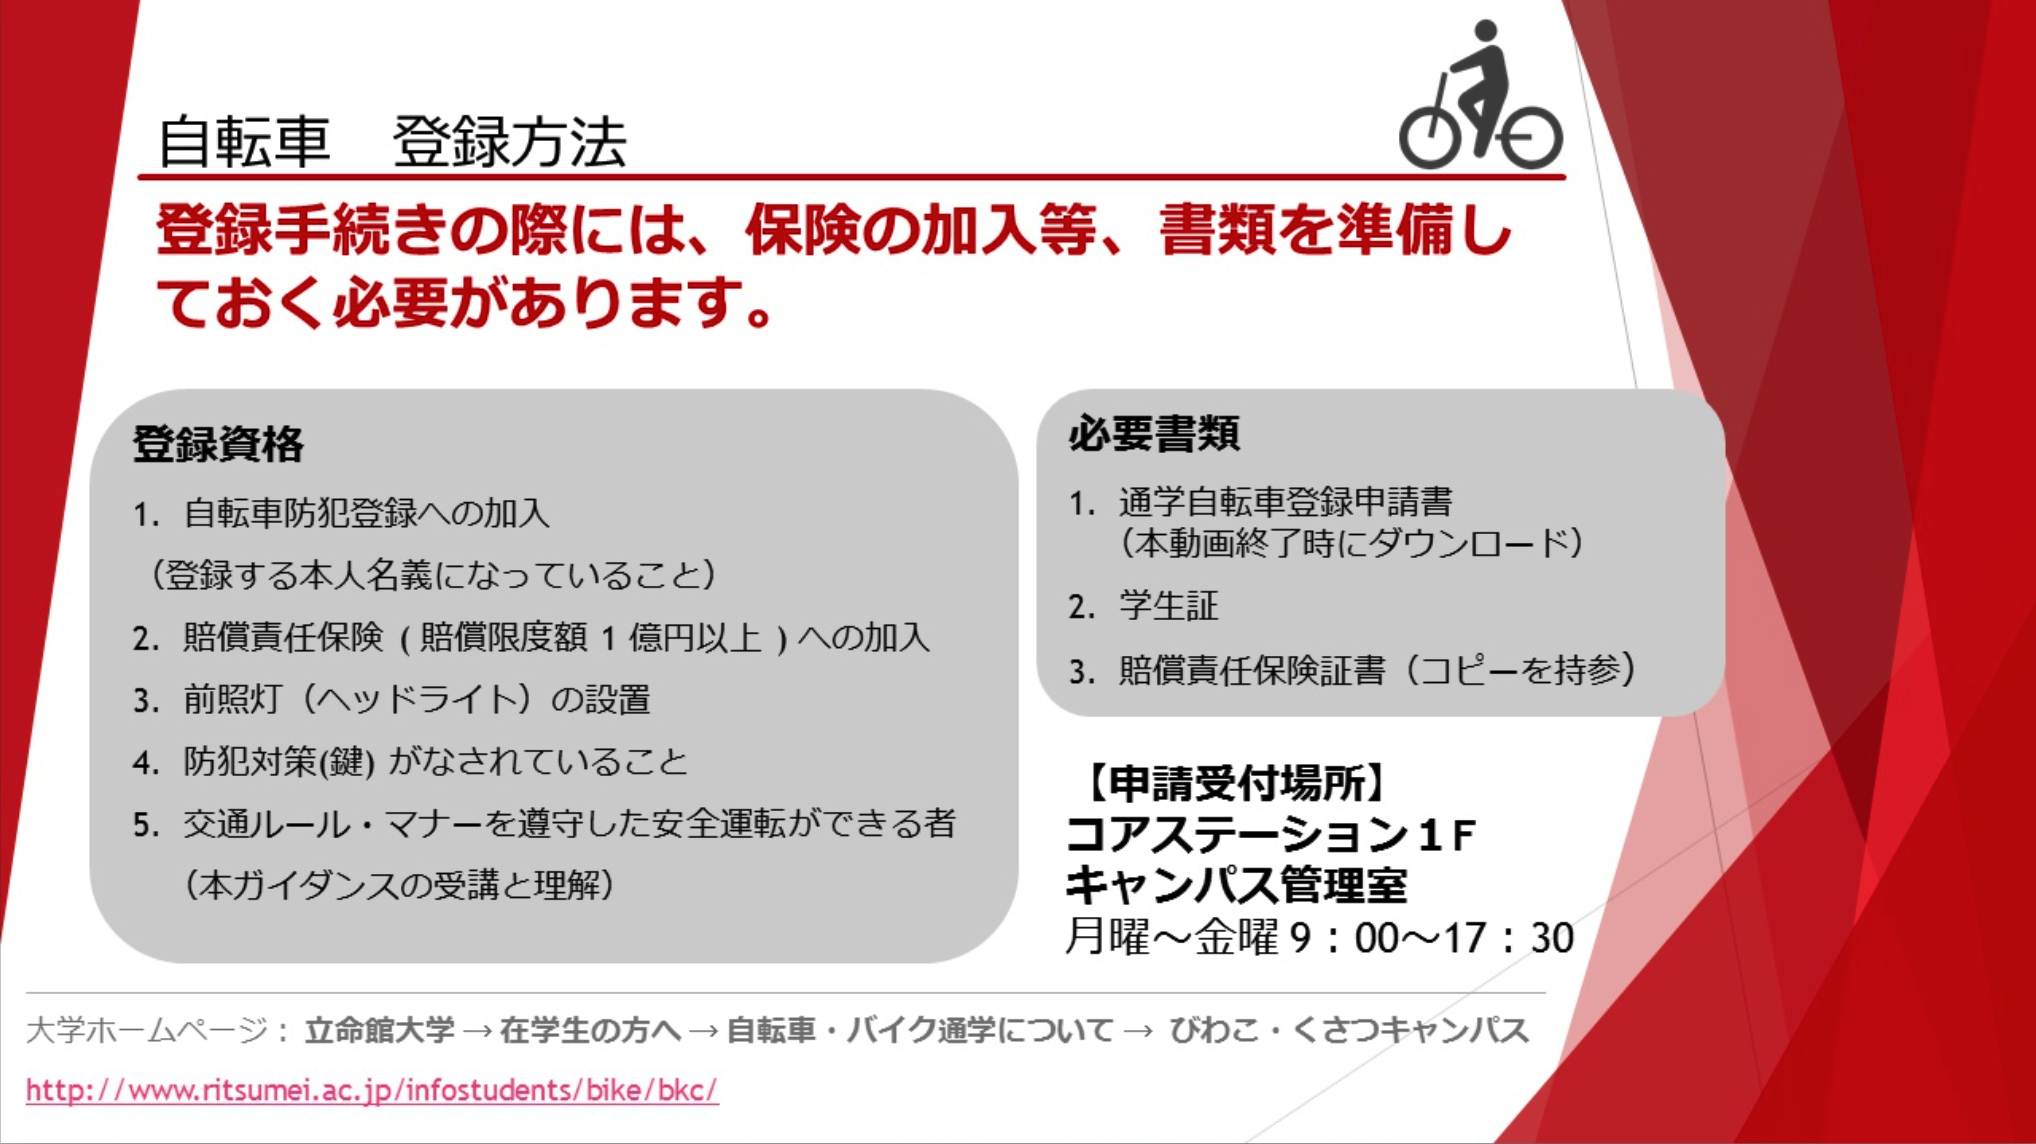 自転車　登録方法
登録手続きの際には、保険の加入等、書類を準備し
ておく必要があります。
登録資格
1. 自転車防犯登録への加入
（登録する本人名義になっていること）
2. 賠償責任保険 ( 賠償限度額 1 億円以上 ) への加入
3. 前照灯（ヘッドライト）の設置
4. 防犯対策(鍵) がなされていること
5. 交通ルール・マナーを遵守した安全運転ができる者
（本ガイダンスの受講と理解）
必要書類
1. 通学自転車登録申請書
（本動画終了時にダウンロード）
2. 学生証
3. 賠償責任保険証書（コピーを持参）
【申請受付場所】
コアステーション１F
キャンパス管理室
月曜～金曜 9：00～17：30
大学ホームページ： 立命館大学 → 在学生の方へ → 自転車・バイク通学について → びわこ・くさつキャンパス
http://www.ritsumei.ac.jp/infostudents/bike/bkc/